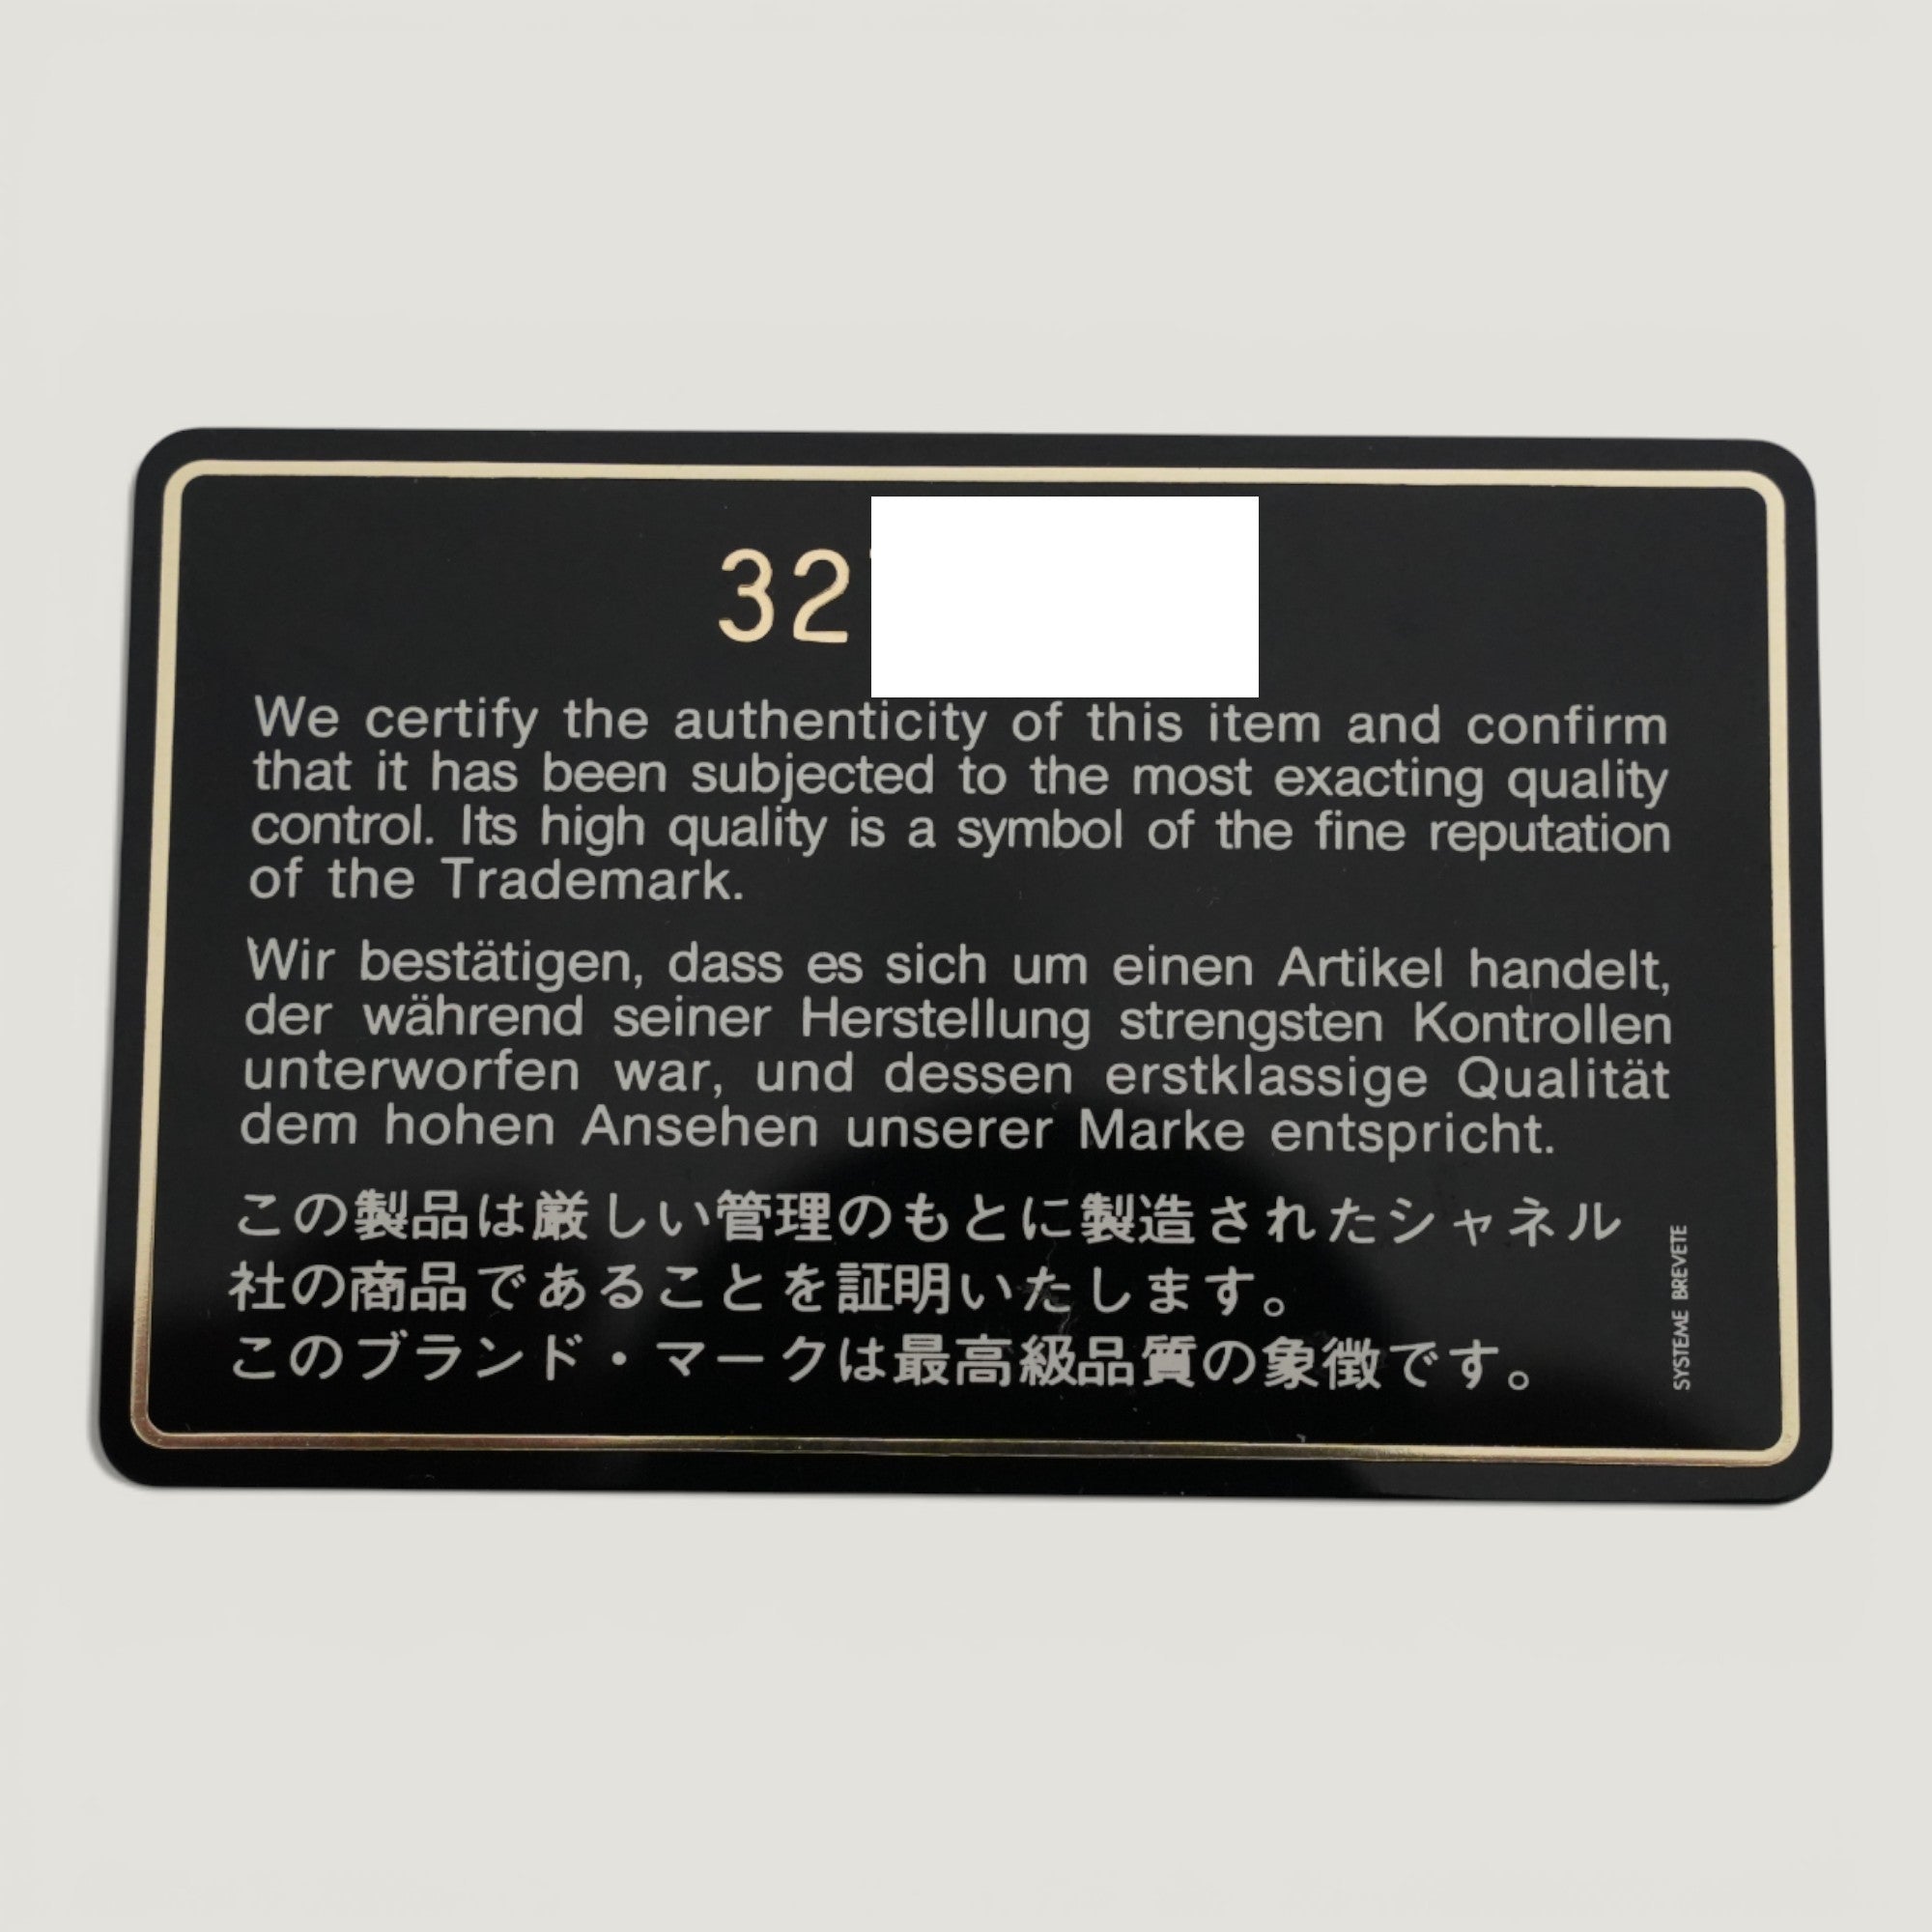 32
We certify the authenticity of this item and confirm
that it has been subjected to the most exacting quality
control. Its high quality is a symbol of the fine reputation
of the Trademark.
Wir bestätigen, dass es sich um einen Artikel handelt,
der während seiner Herstellung strengsten Kontrollen
unterworfen war, und dessen erstklassige Qualität
dem hohen Ansehen unserer Marke entspricht.
この製品は厳しい管理のもとに製造されたシャネル
社の商品であることを証明いたします。
このブランド・マークは最高級品質の象徴です。
SYSTEME BREVETE